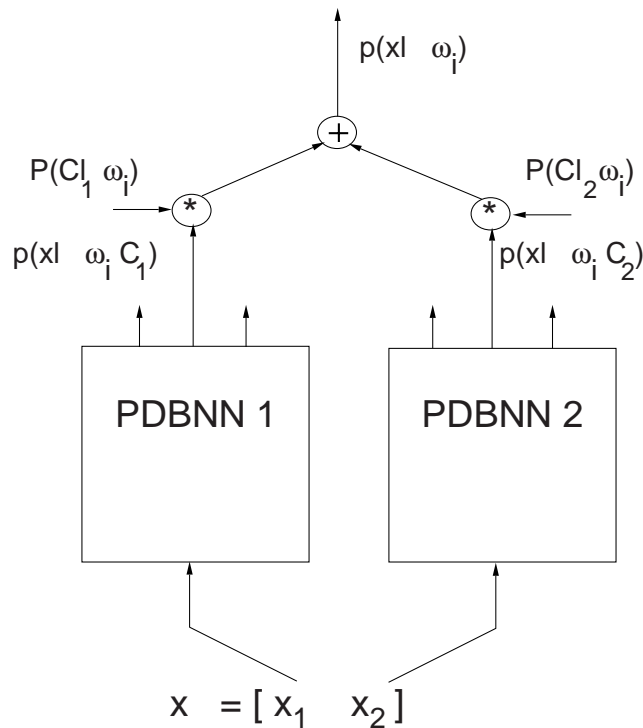 p(xl ω_i)
+
P(Cl_1 ω_i) P(Cl_2 ω_i)
* *
p(xl ω_i C_1) p(xl ω_i C_2)
PDBNN 1 PDBNN 2
x = [ x_1 x_2 ]